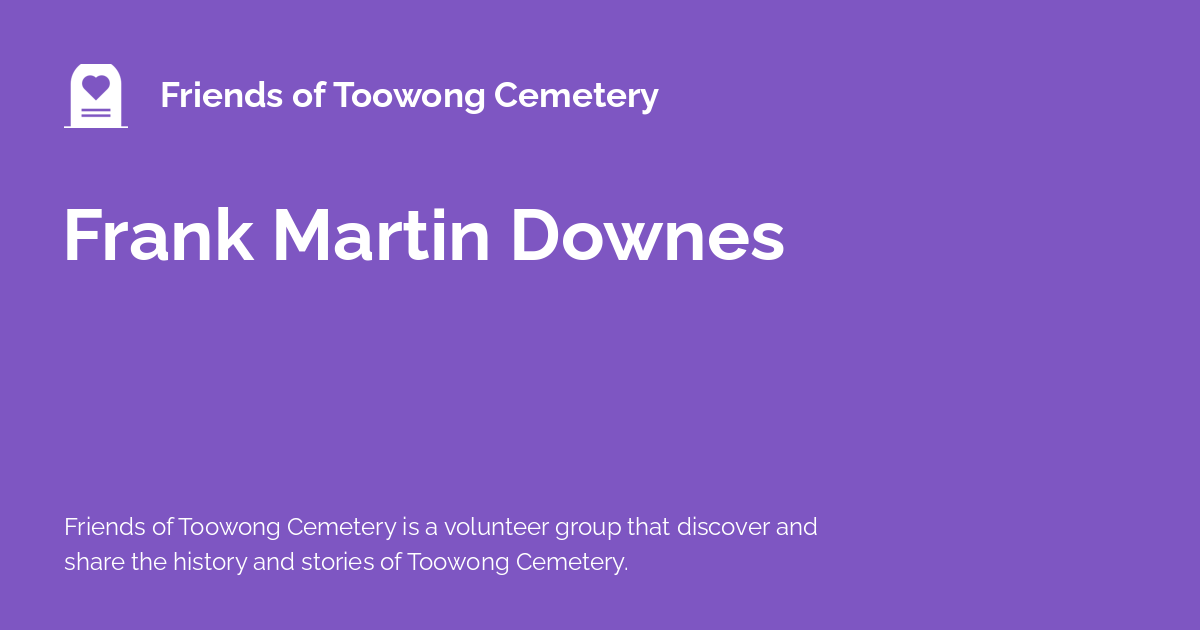 Friends of Toowong Cemetery
Frank Martin Downes
Friends of Toowong Cemetery is a volunteer group that discover and
share the history and stories of Toowong Cemetery.